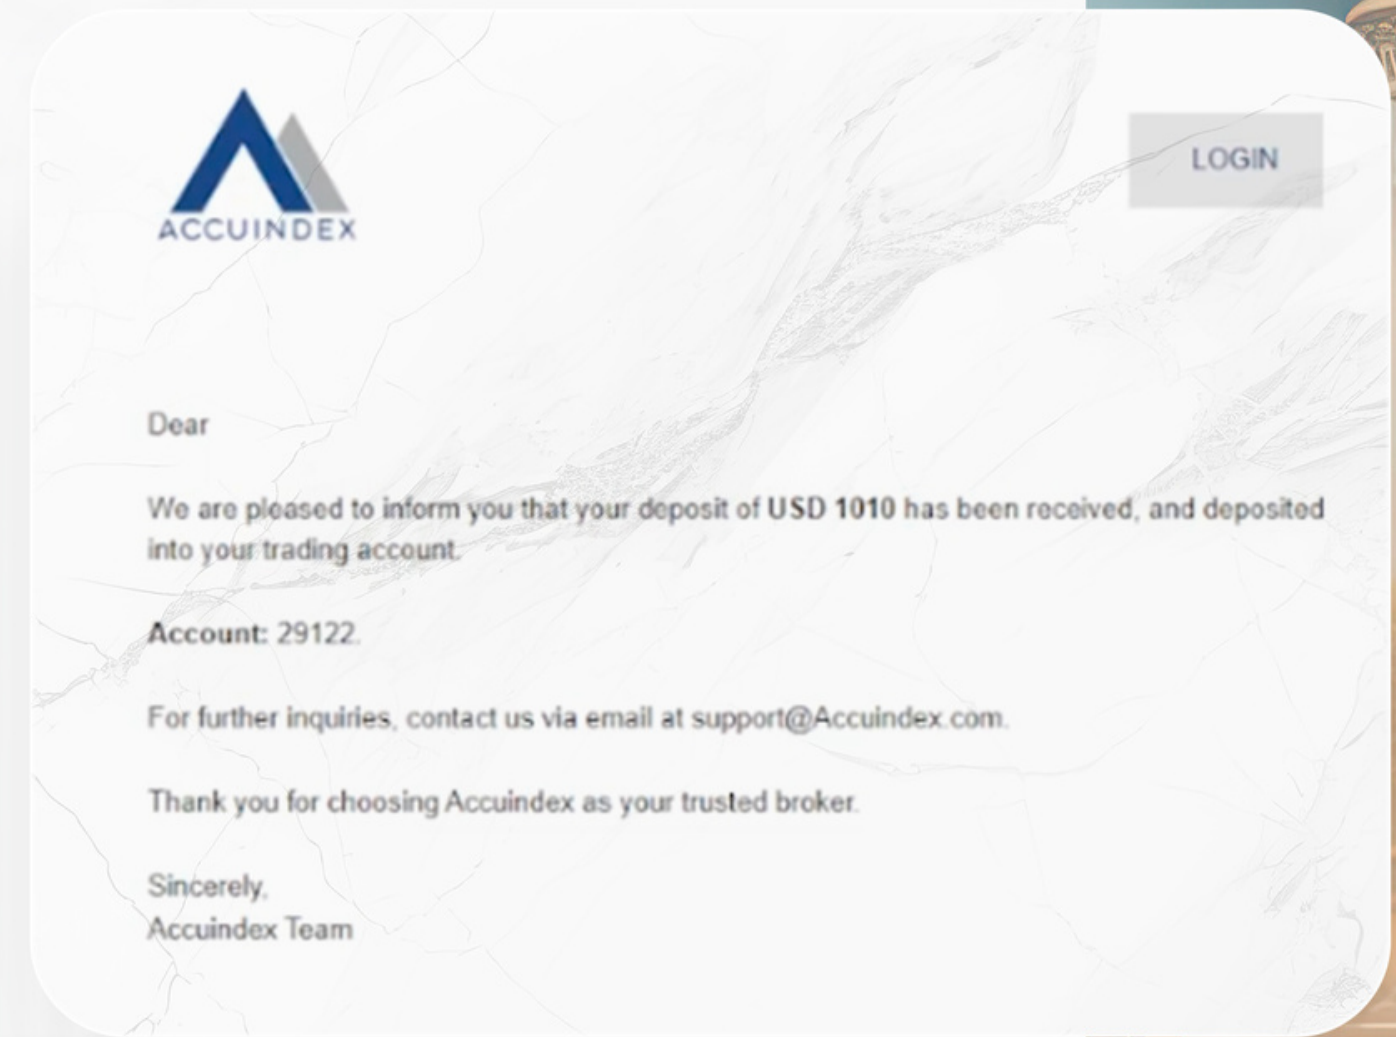 ACCUINDEX
LOGIN
Dear
We are pleased to inform you that your deposit of USD 1010 has been received, and deposited
into your trading account.
Account: 29122.
For further inquiries, contact us via email at support@Accuindex.com.
Thank you for choosing Accuindex as your trusted broker.
Sincerely,
Accuindex Team